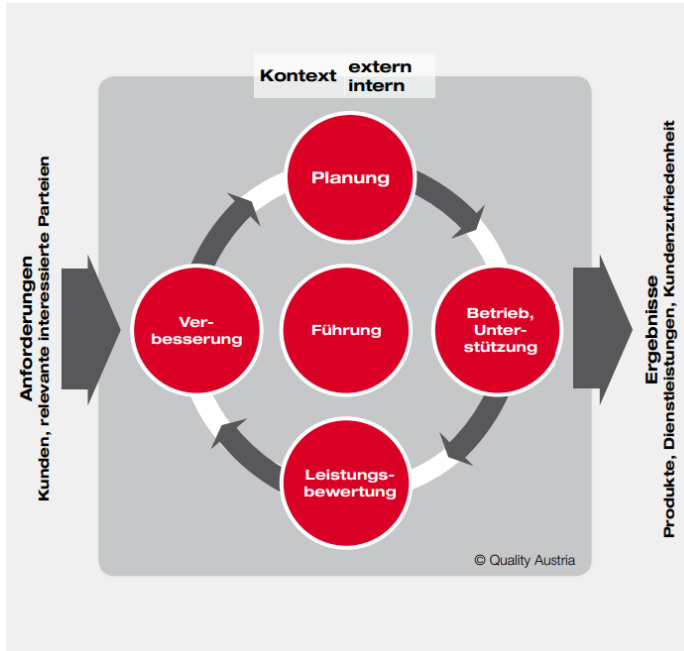 Kontext extern
intern
Planung
Anforderungen
Kunden, relevante interessierte Parteien
Ver-
besserung
Führung
Betrieb,
Unter-
stützung
Ergebnisse
Produkte, Dienstleistungen, Kundenzufriedenheit
Leistungs-
bewertung
© Quality Austria